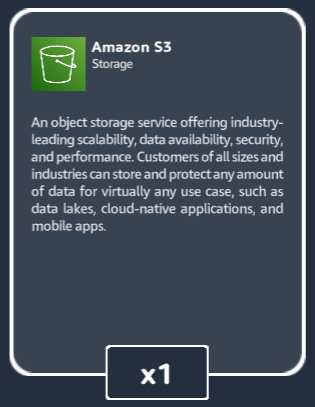 Amazon S3
Storage
An object storage service offering industry-
leading scalability, data availability, security,
and performance. Customers of all sizes and
industries can store and protect any amount
of data for virtually any use case, such as
data lakes, cloud-native applications, and
mobile apps.
x1